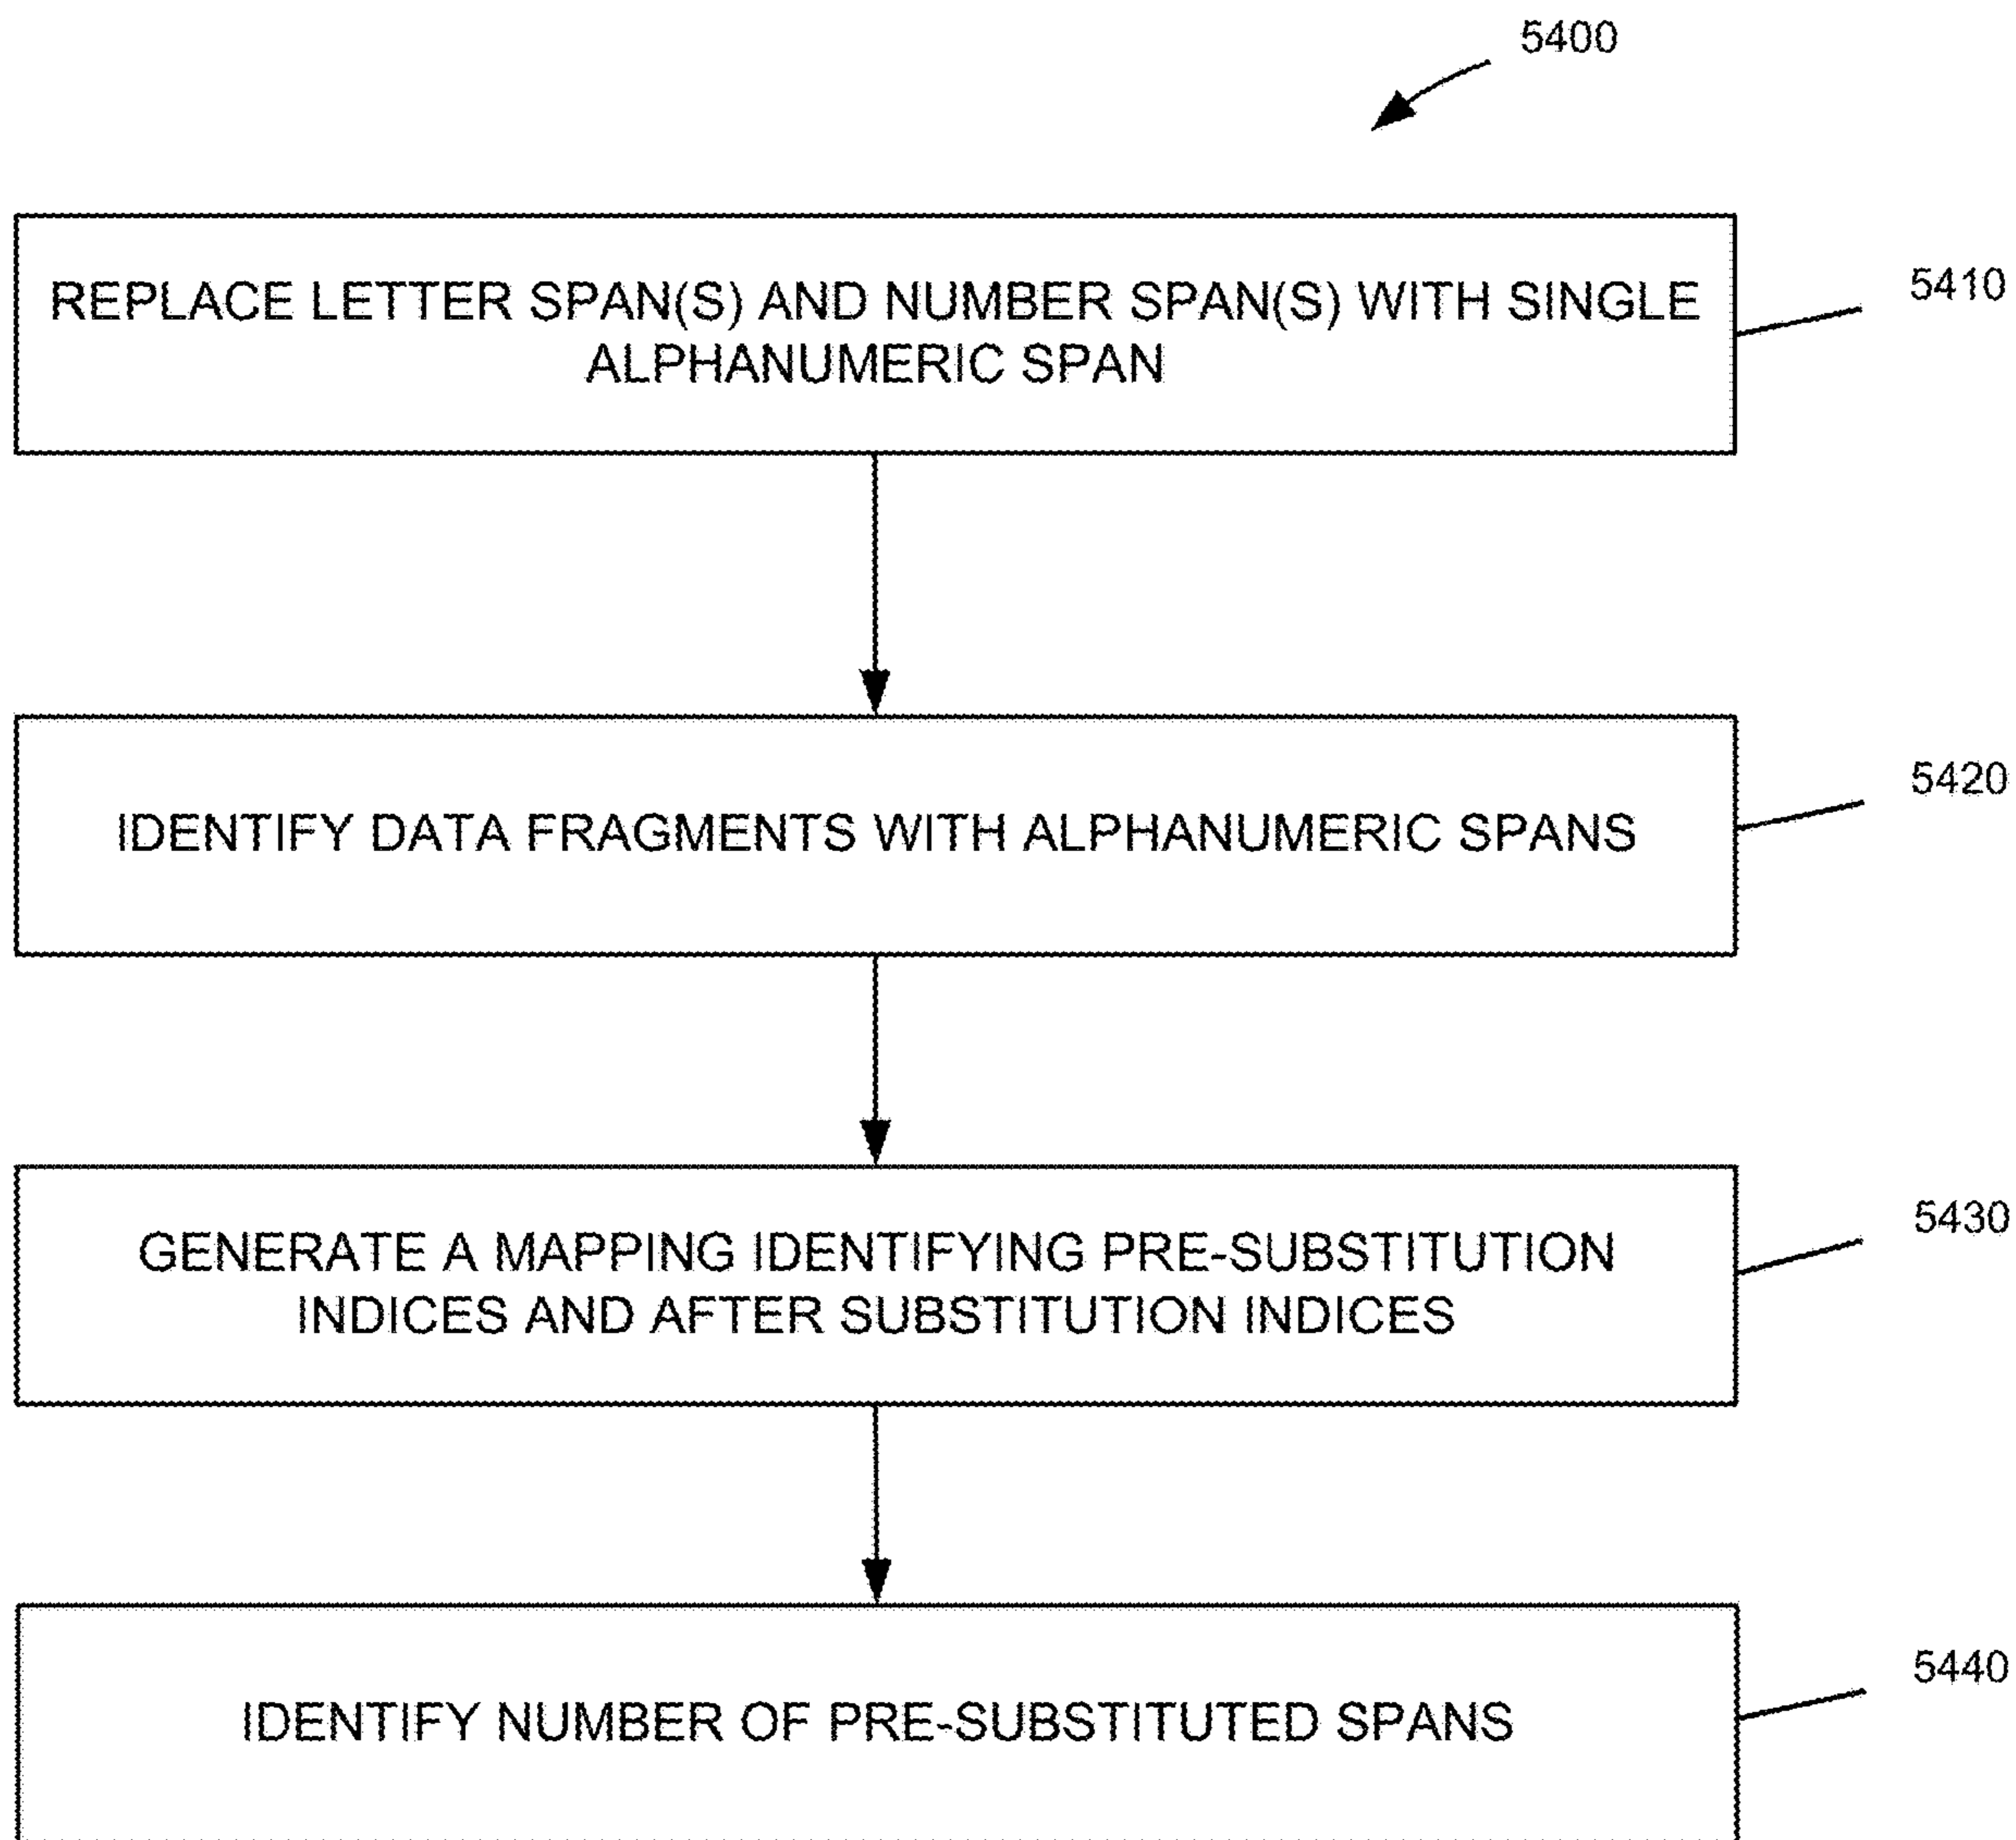 5400
REPLACE LETTER SPAN(S) AND NUMBER SPAN(S) WITH SINGLE
ALPHANUMERIC SPAN
5410
IDENTIFY DATA FRAGMENTS WITH ALPHANUMERIC SPANS
5420
GENERATE A MAPPING IDENTIFYING PRE-SUBSTITUTION
INDICES AND AFTER SUBSTITUTION INDICES
5430
IDENTIFY NUMBER OF PRE-SUBSTITUTED SPANS
5440